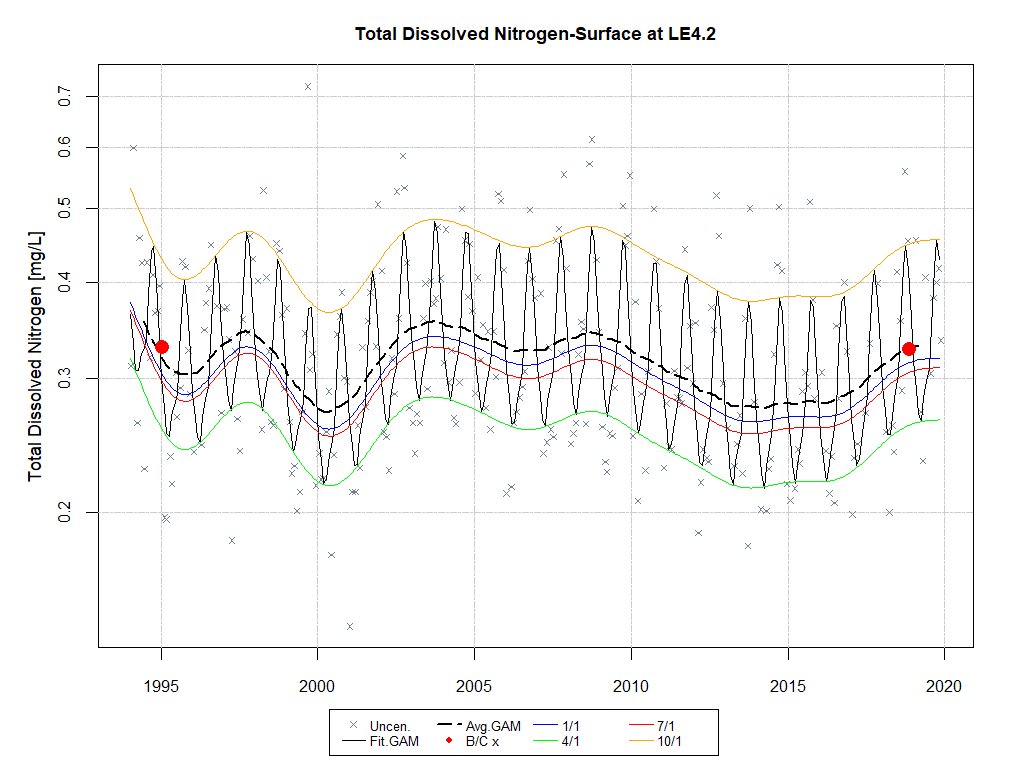 Total Dissolved Nitrogen-Surface at LE4.2
Total Dissolved Nitrogen [mg/L]
0.7
0.6
0.5
0.4
0.3
0.2
1995 2000 2005 2010 2015 2020
Uncen. Avg.GAM 1/1 7/1
Fit.GAM B/C x 4/1 10/1